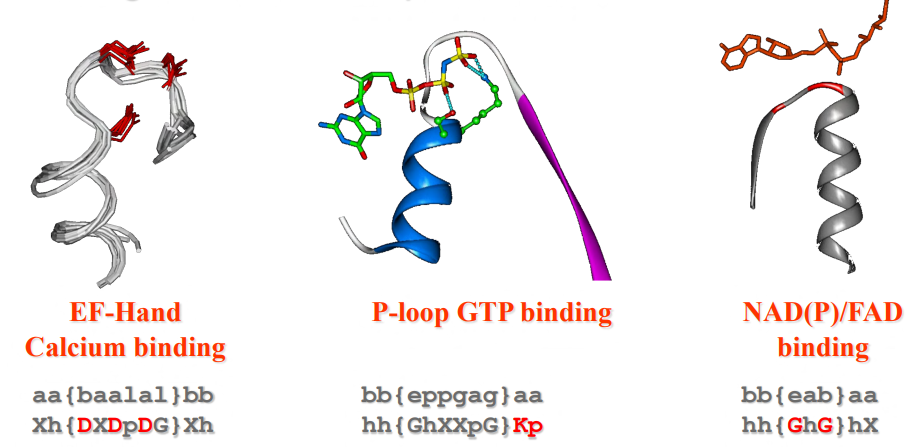 EF-Hand
Calcium binding
aa{baalal}bb
Xh{DXDpDG}Xh
P-loop GTP binding
bb{eppgag}aa
hh{GhXXpG}Kp
NAD(P)/FAD
binding
bb{eab}aa
hh{GhG}hX